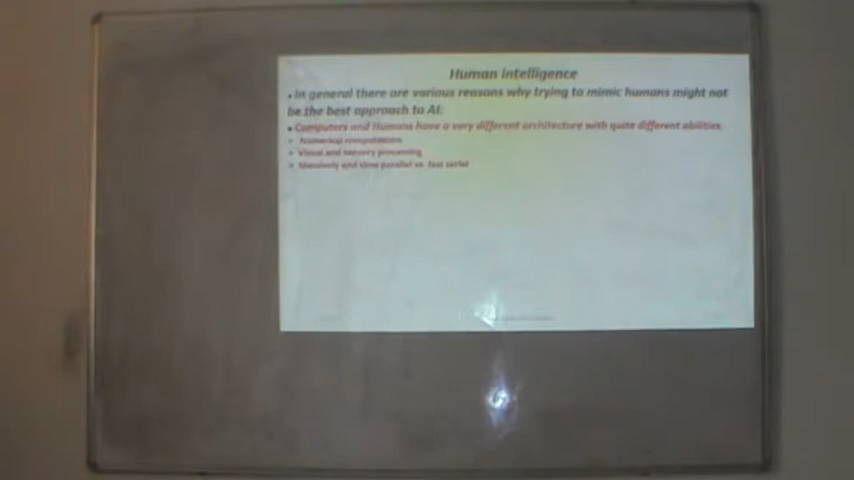 Human intelligence
• In general there are various reasons why trying to mimic humans might not
be the best approach to AI:
• Computers and Humans have a very different architecture with quite different abilities
➢ Numerical computations
➢ Visual and sensory processing
➢ Massively and slow parallel vs. fast serial